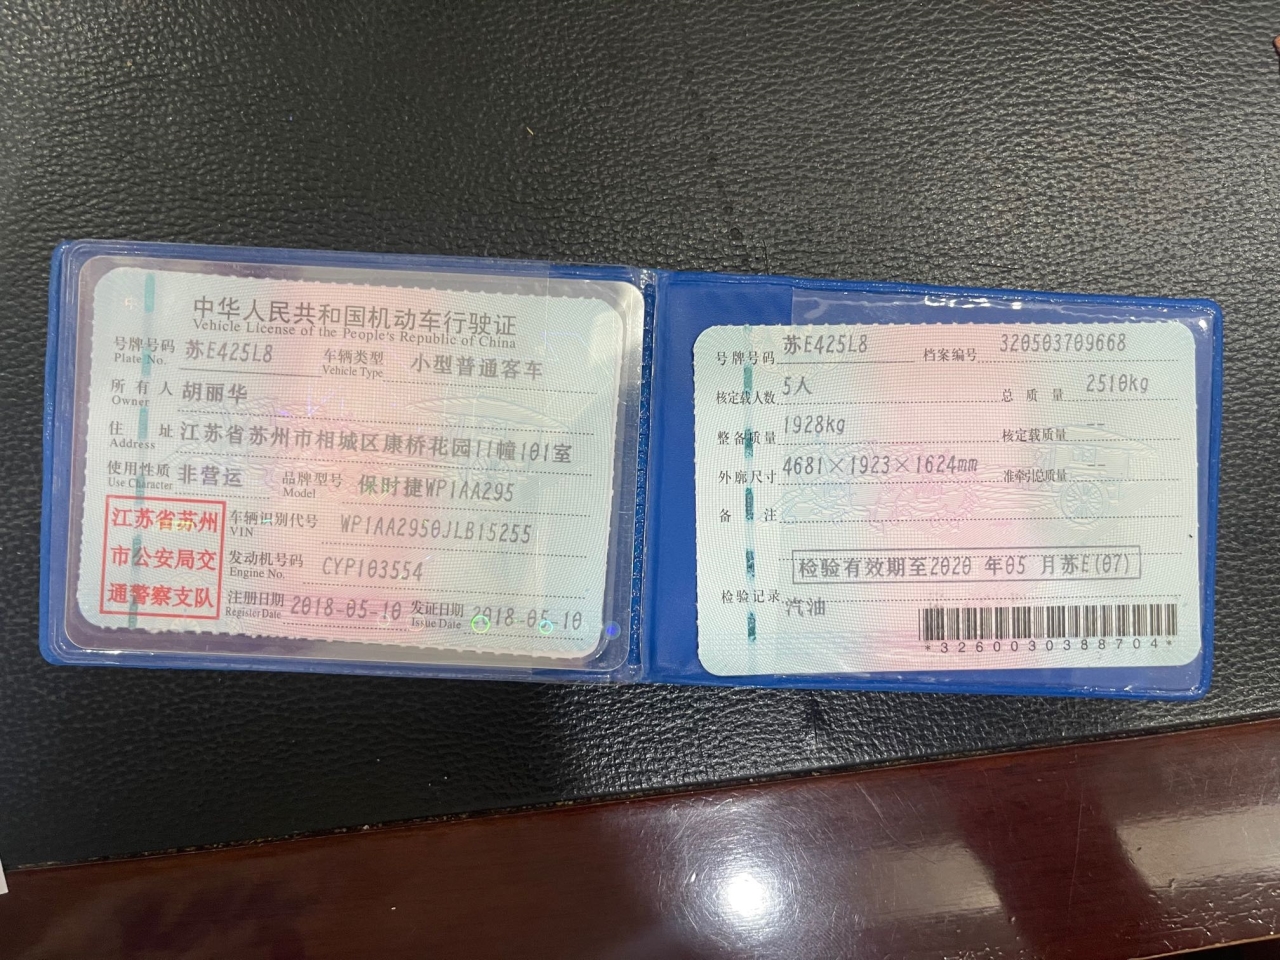 中华人民共和国机动车行驶证
Vehicle License of the People's Republic of China
号牌号码 苏E425L8 车辆类型 小型普通客车
Plate No. Vehicle Type
所有人 胡丽华
Owner
住址 江苏省苏州市相城区康桥花园11幢101室
Address
使用性质 非营运 品牌型号 保时捷WP1AA295
Use Character Model
江苏省苏州
市公安局交
通警察支队
车辆识别代号 WP1AA2950JLB15255
VIN
发动机号码 CYP103554
Engine No.
注册日期 2018-05-10 发证日期 2018-05-10
Register Date Issue Date
号牌号码 苏E425L8 档案编号 320503709668
核定载人数 5人 总质量 2510kg
整备质量 1928kg 核定载质量 --
外廓尺寸 4681×1923×1624mm 准牵引总质量 --
备注
检验有效期至2020 年05 月苏E(07)
检验记录 汽油
*3260030388704*